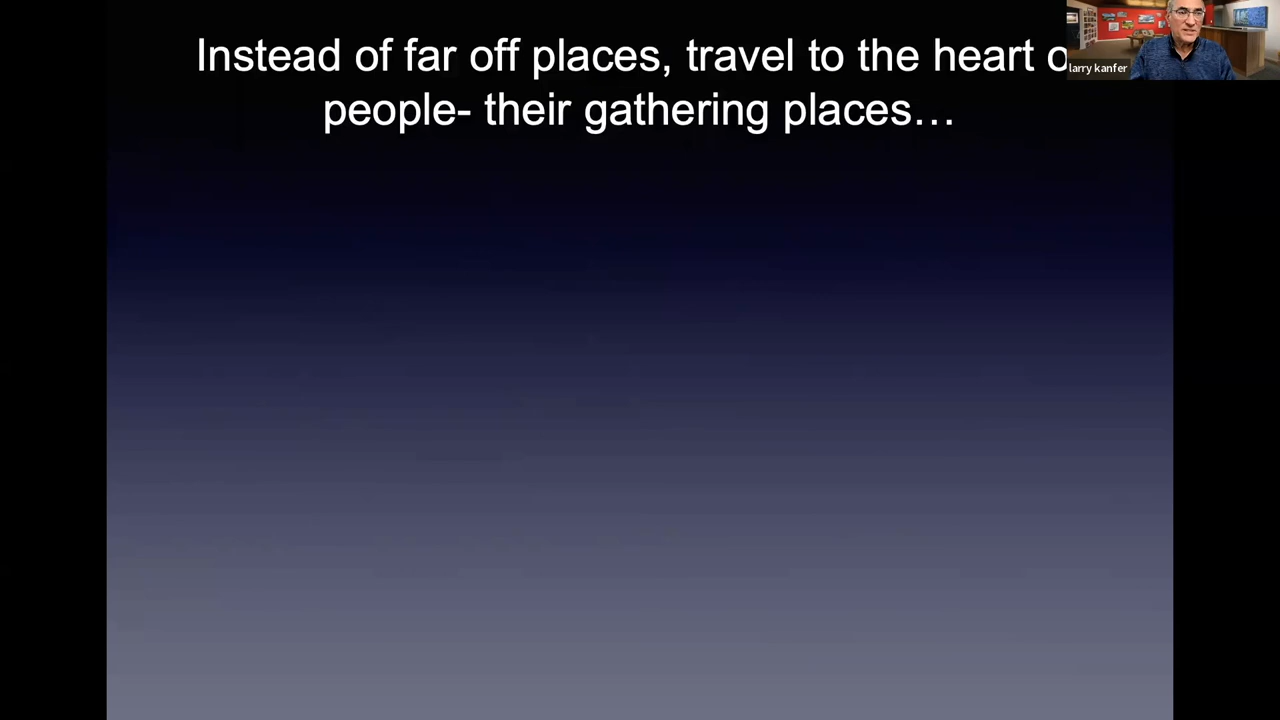 Instead of far off places, travel to the heart o
people- their gathering places…
larry kanfer